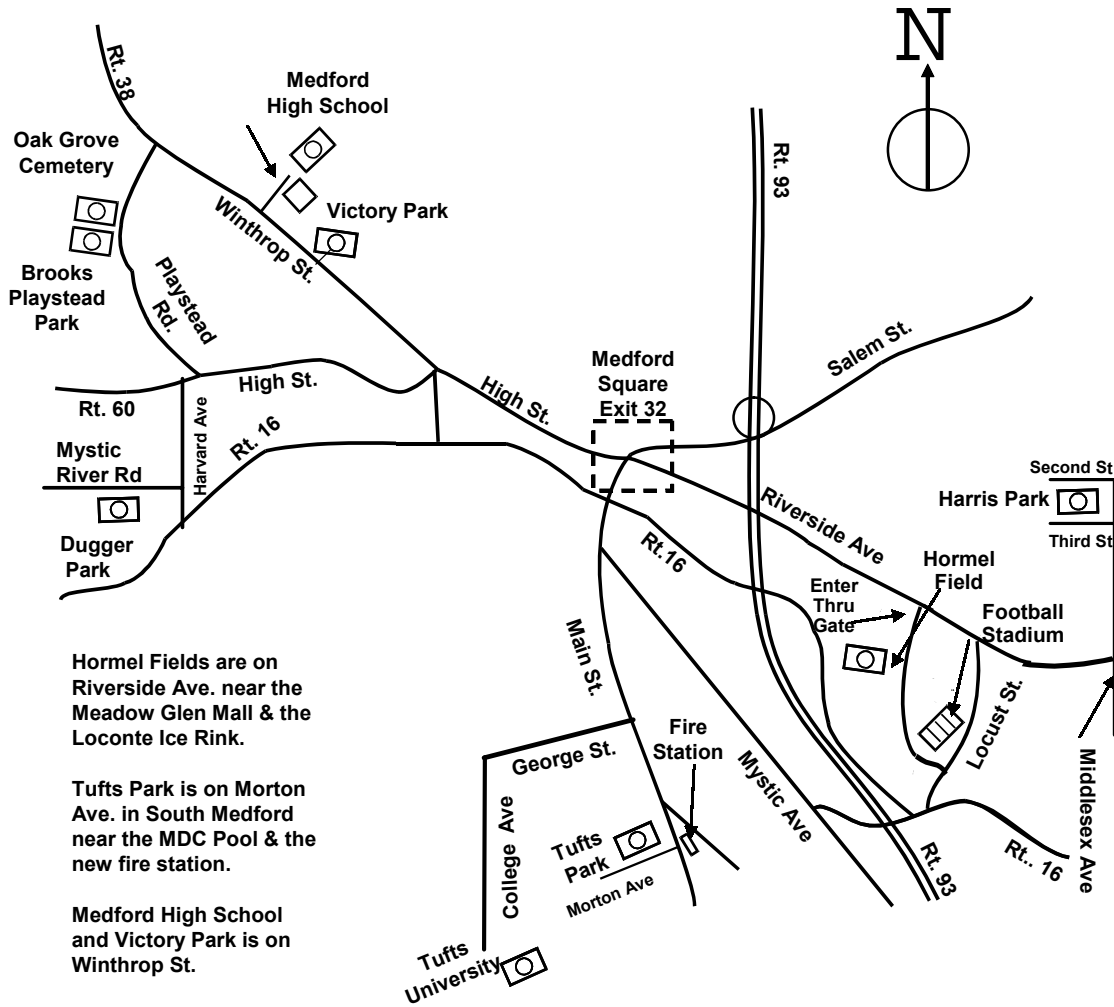 N
Rt. 38
Medford
High School
Oak Grove
Cemetery
Rt. 93
Victory Park
Winthrop St.
Brooks
Playstead
Park
Playstead
Rd.
Salem St.
Medford
Square
Exit 32
High St.
High St.
Rt. 60
Harvard Ave
Rt. 16
Mystic
River Rd
Second St
Harris Park
Third St
Riverside Ave
Dugger
Park
Rt.16
Hormel
Field
Enter
Thru
Gate
Football
Stadium
Main St.
Hormel Fields are on
Riverside Ave. near the
Meadow Glen Mall & the
Loconte Ice Rink.
Fire
Station
George St.
Locust St.
Mystic Ave
Middlesex Ave
Tufts Park is on Morton
Ave. in South Medford
near the MDC Pool & the
new fire station.
College Ave
Tufts
Park
Morton Ave
Rt. 93
Rt.. 16
Medford High School
and Victory Park is on
Winthrop St.
Tufts
University